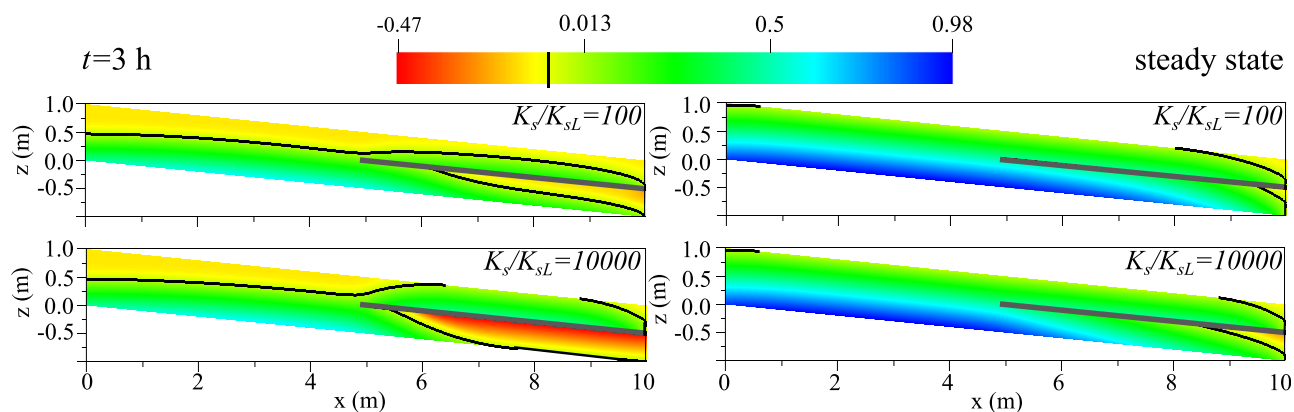 -0.47 0.013 0.5 0.98
t=3 h steady state
1.0 Ks/KsL=100 1.0 Ks/KsL=100
0.5 0.5
z (m) 0.0 z (m) 0.0
-0.5 -0.5
1.0 Ks/KsL=10000 1.0 Ks/KsL=10000
0.5 0.5
z (m) 0.0 z (m) 0.0
-0.5 -0.5
0 2 4 6 8 10 0 2 4 6 8 10
x (m) x (m)